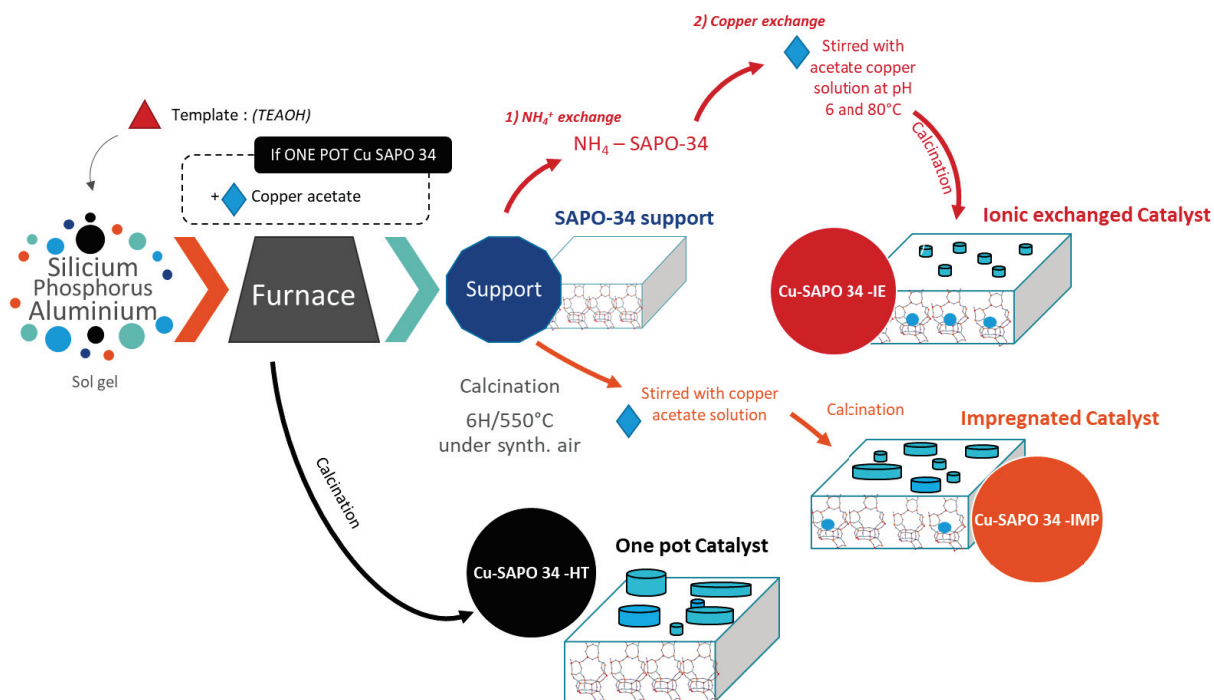 2) Copper exchange
Stirred with
acetate copper
solution at pH
6 and 80°C
Template : (TEAOH)
1) NH₄⁺ exchange
NH₄ – SAPO-34
If ONE POT Cu SAPO 34
+ Copper acetate
Calcination
SAPO-34 support
Ionic exchanged Catalyst
Silicium
Phosphorus
Aluminium
Sol gel
Furnace
Support
Cu-SAPO 34 -IE
Calcination
6H/550°C
under synth. air
Stirred with copper
acetate solution
Calcination
Impregnated Catalyst
Cu-SAPO 34 -IMP
Calcination
One pot Catalyst
Cu-SAPO 34 -HT